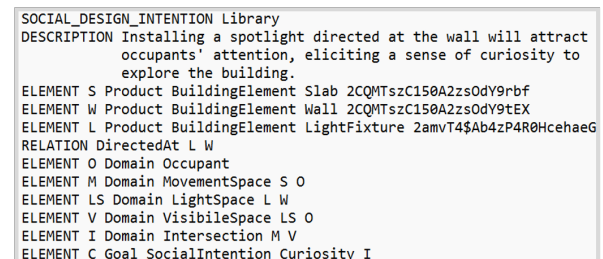 SOCIAL_DESIGN_INTENTION Library
DESCRIPTION Installing a spotlight directed at the wall will attract
occupants' attention, eliciting a sense of curiosity to
explore the building.
ELEMENT S Product BuildingElement Slab 2CQMTszC150A2zsOdY9rbf
ELEMENT W Product BuildingElement Wall 2CQMTszC150A2zsOdY9tEX
ELEMENT L Product BuildingElement LightFixture 2amvT4$Ab4zP4R0HcehaeG
RELATION DirectedAt L W
ELEMENT O Domain Occupant
ELEMENT M Domain MovementSpace S O
ELEMENT LS Domain LightSpace L W
ELEMENT V Domain VisibileSpace LS O
ELEMENT I Domain Intersection M V
ELEMENT C Goal SocialIntention Curiosity I